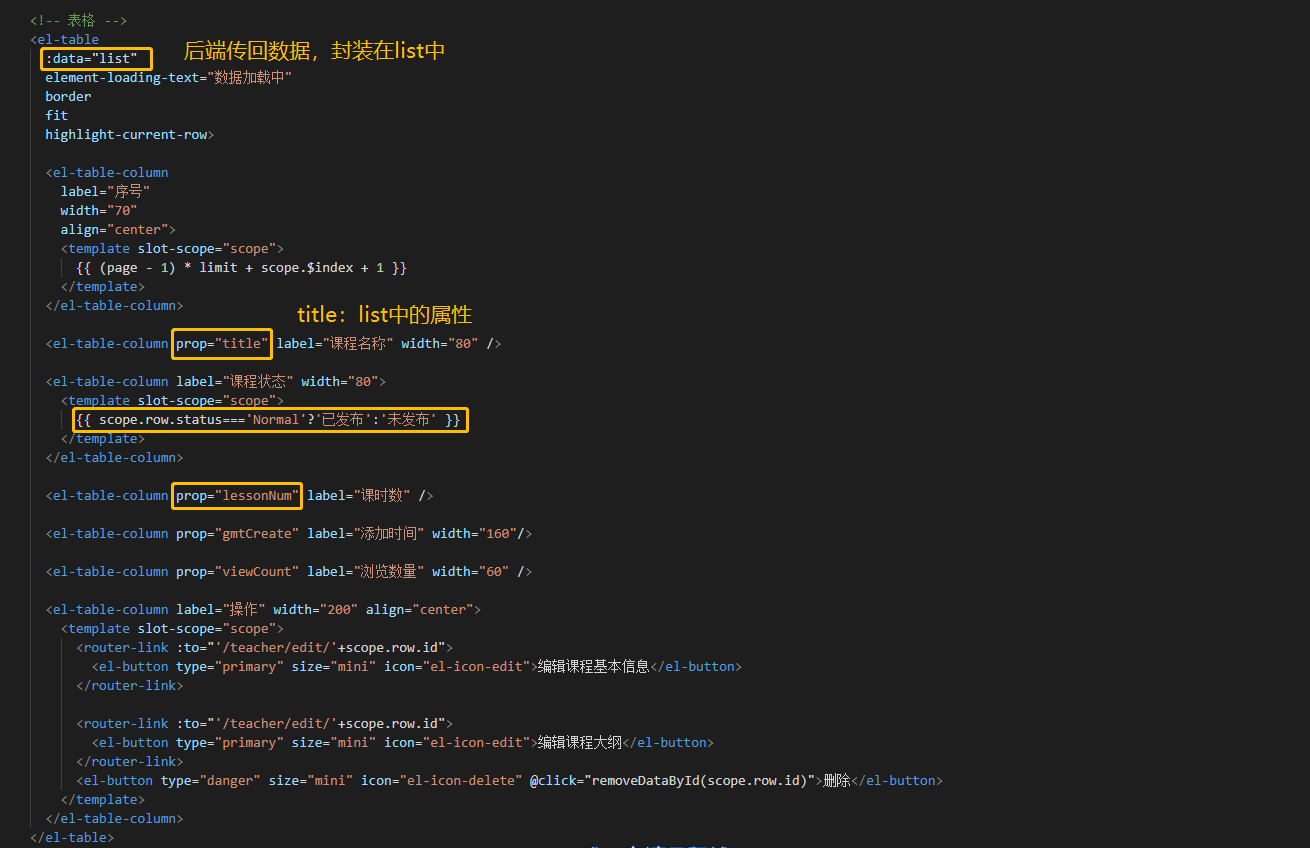 <!-- 表格 -->
<el-table
:data="list" 后端传回数据，封装在list中
element-loading-text="数据加载中"
border
fit
highlight-current-row>
<el-table-column
label="序号"
width="70"
align="center">
<template slot-scope="scope">
{{ (page - 1) * limit + scope.$index + 1 }}
</template>
</el-table-column>
title：list中的属性
<el-table-column prop="title" label="课程名称" width="80" />
<el-table-column label="课程状态" width="80">
<template slot-scope="scope">
{{ scope.row.status==='Normal'?'已发布':'未发布' }}
</template>
</el-table-column>
<el-table-column prop="lessonNum" label="课时数" />
<el-table-column prop="gmtCreate" label="添加时间" width="160"/>
<el-table-column prop="viewCount" label="浏览数量" width="60" />
<el-table-column label="操作" width="200" align="center">
<template slot-scope="scope">
<router-link :to="'/teacher/edit/'+scope.row.id">
<el-button type="primary" size="mini" icon="el-icon-edit">编辑课程基本信息</el-button>
</router-link>
<router-link :to="'/teacher/edit/'+scope.row.id">
<el-button type="primary" size="mini" icon="el-icon-edit">编辑课程大纲</el-button>
</router-link>
<el-button type="danger" size="mini" icon="el-icon-delete" @click="removeDataById(scope.row.id)">删除</el-button>
</template>
</el-table-column>
</el-table>